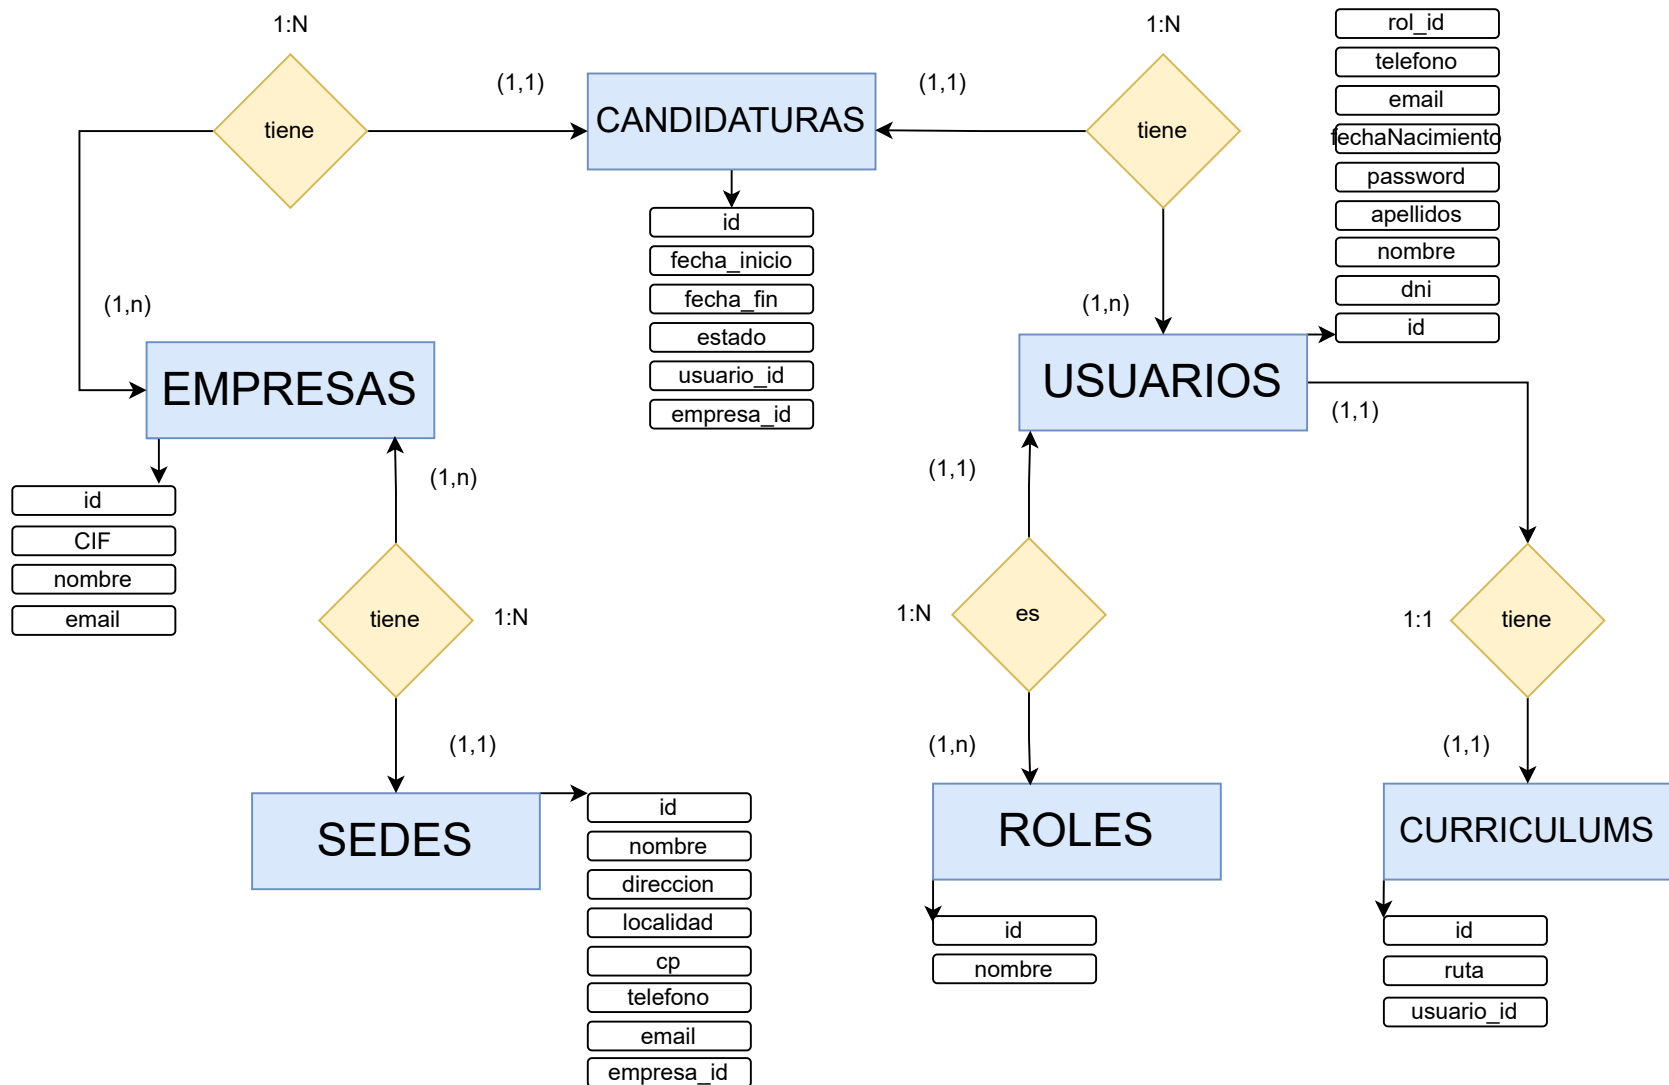 1:N
1:N
rol_id
telefono
email
fechaNacimiento
password
apellidos
nombre
dni
id
tiene
(1,1)
CANDIDATURAS
(1,1)
tiene
id
fecha_inicio
fecha_fin
estado
usuario_id
empresa_id
(1,n)
EMPRESAS
(1,n)
USUARIOS
(1,1)
id
CIF
nombre
email
(1,n)
(1,1)
tiene
1:N
1:N
es
1:1
tiene
(1,1)
(1,n)
(1,1)
SEDES
id
nombre
direccion
localidad
cp
telefono
email
empresa_id
ROLES
id
nombre
CURRICULUMS
id
ruta
usuario_id